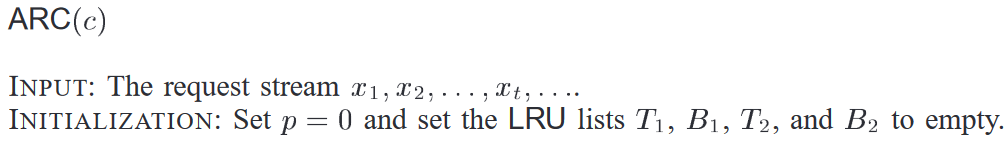 ARC(c)
INPUT: The request stream x₁, x₂, . . . , xₜ, . . . .
INITIALIZATION: Set p = 0 and set the LRU lists T₁, B₁, T₂, and B₂ to empty.